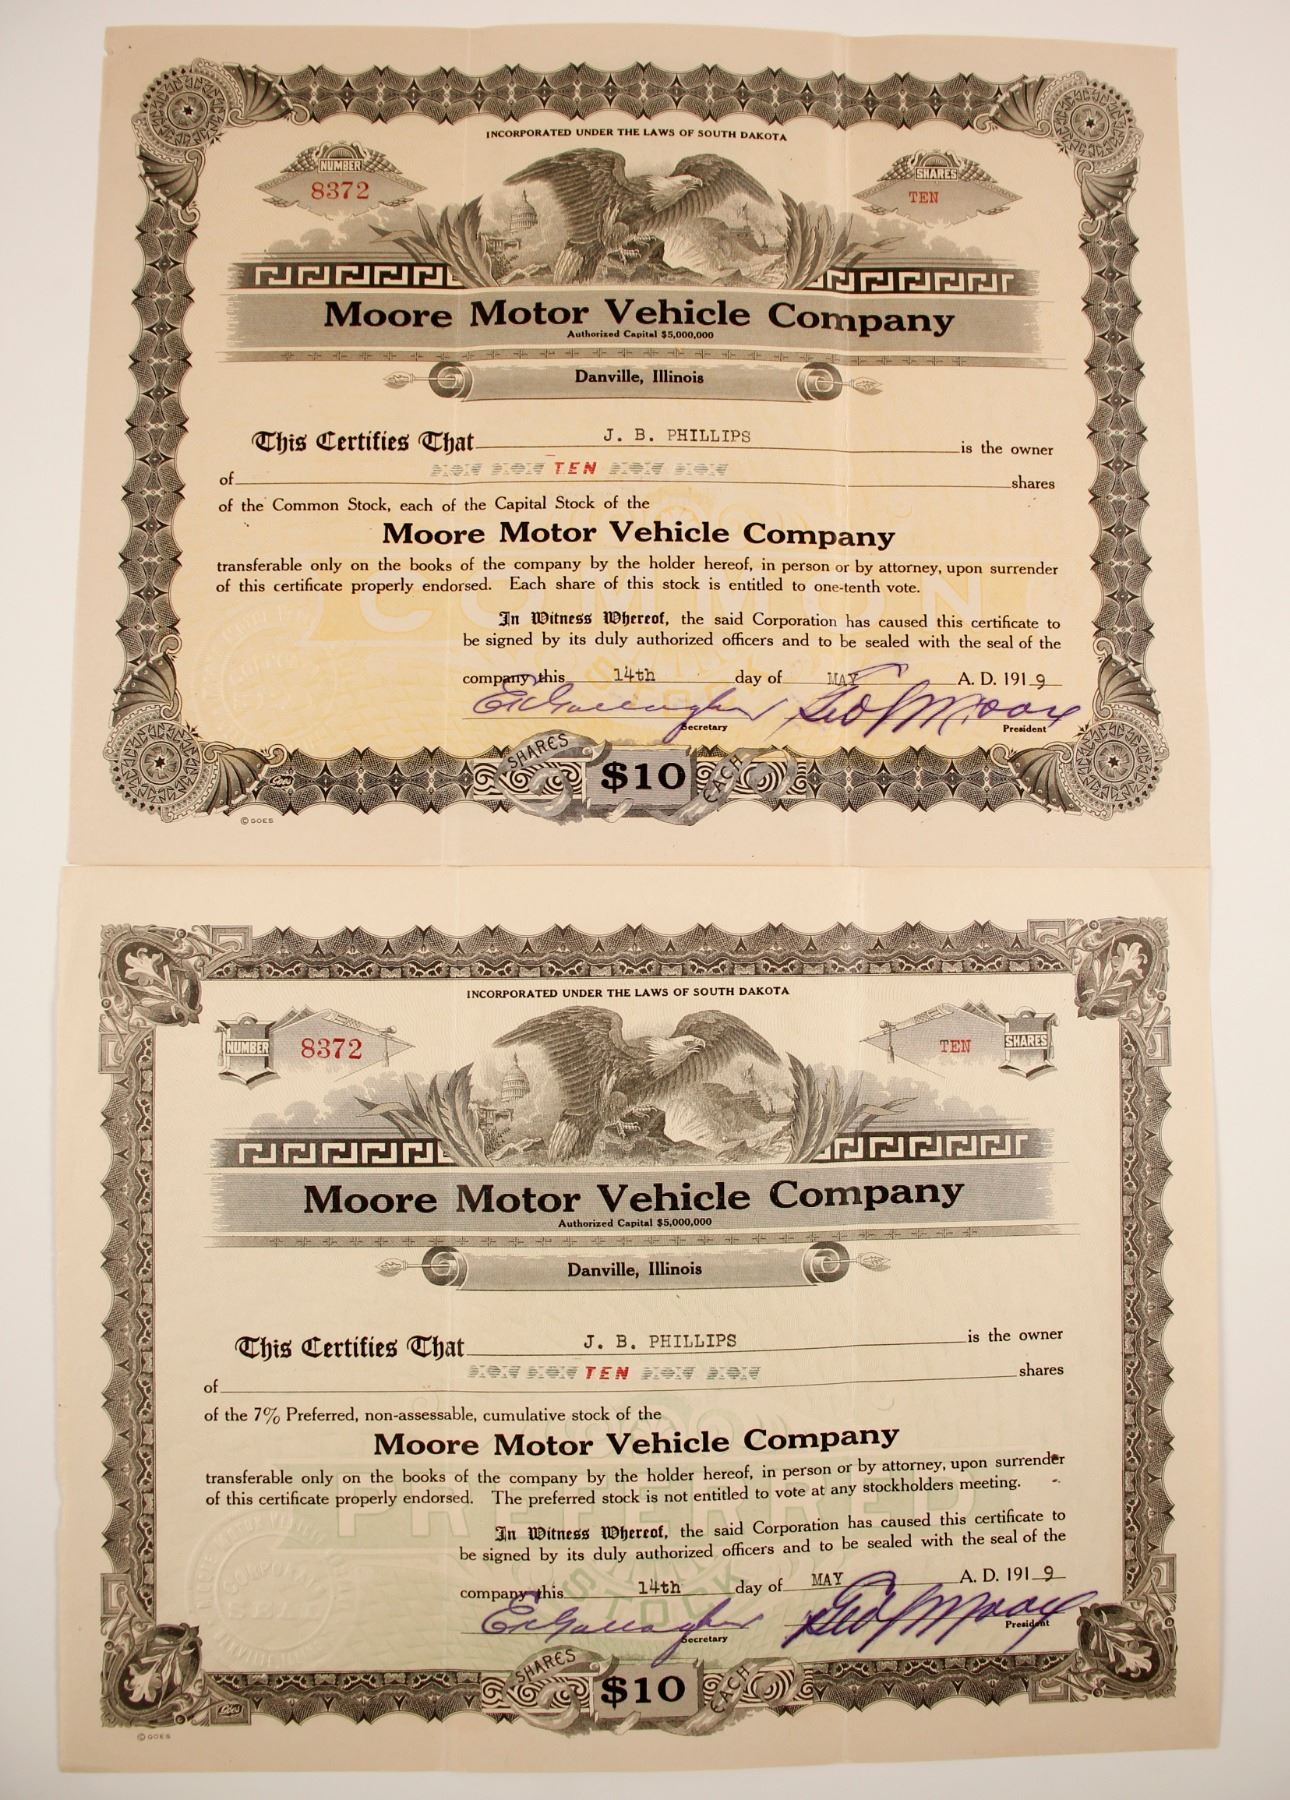 INCORPORATED UNDER THE LAWS OF SOUTH DAKOTA
NUMBER
8372
SHARES
TEN
Moore Motor Vehicle Company
Authorized Capital $5,000,000
Danville, Illinois
This Certifies That J. B. PHILLIPS is the owner
of TEN shares
of the Common Stock, each of the Capital Stock of the
Moore Motor Vehicle Company
transferable only on the books of the company by the holder hereof, in person or by attorney, upon surrender
of this certificate properly endorsed. Each share of this stock is entitled to one-tenth vote.
COMMON
STOCK
In Witness Whereof, the said Corporation has caused this certificate to
be signed by its duly authorized officers and to be sealed with the seal of the
company this 14th day of MAY A. D. 1919
Secretary
Geo J Moore
President
SHARES $10 EACH
Goes
© GOES
INCORPORATED UNDER THE LAWS OF SOUTH DAKOTA
NUMBER 8372
TEN SHARES
Moore Motor Vehicle Company
Authorized Capital $5,000,000
Danville, Illinois
This Certifies That J. B. PHILLIPS is the owner
of TEN shares
of the 7% Preferred, non-assessable, cumulative stock of the
Moore Motor Vehicle Company
transferable only on the books of the company by the holder hereof, in person or by attorney, upon surrender
of this certificate properly endorsed. The preferred stock is not entitled to vote at any stockholders meeting.
PREFERRED
STOCK
In Witness Whereof, the said Corporation has caused this certificate to
be signed by its duly authorized officers and to be sealed with the seal of the
company this 14th day of MAY A. D. 1919
Secretary
Geo J Moore
President
SHARES $10 EACH
Goes
© GOES